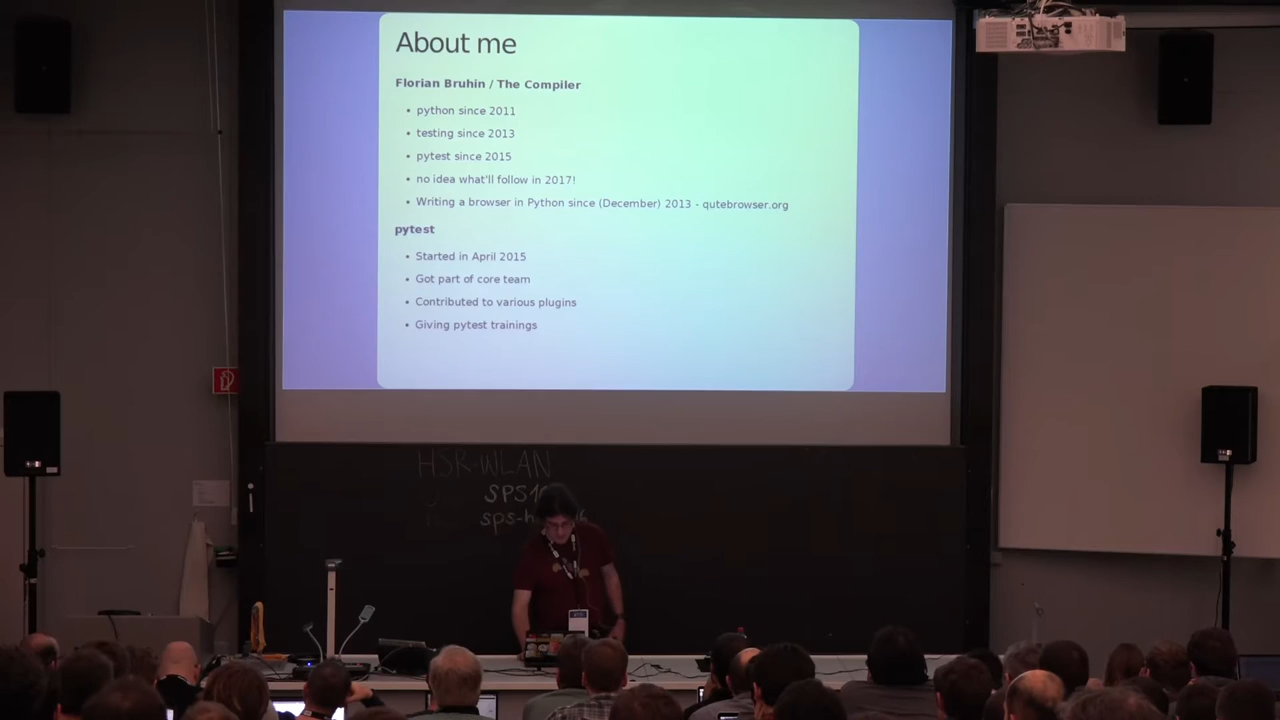 About me
Florian Bruhin / The Compiler
• python since 2011
• testing since 2013
• pytest since 2015
• no idea what'll follow in 2017!
• Writing a browser in Python since (December) 2013 - qutebrowser.org
pytest
• Started in April 2015
• Got part of core team
• Contributed to various plugins
• Giving pytest trainings
HSR-WLAN